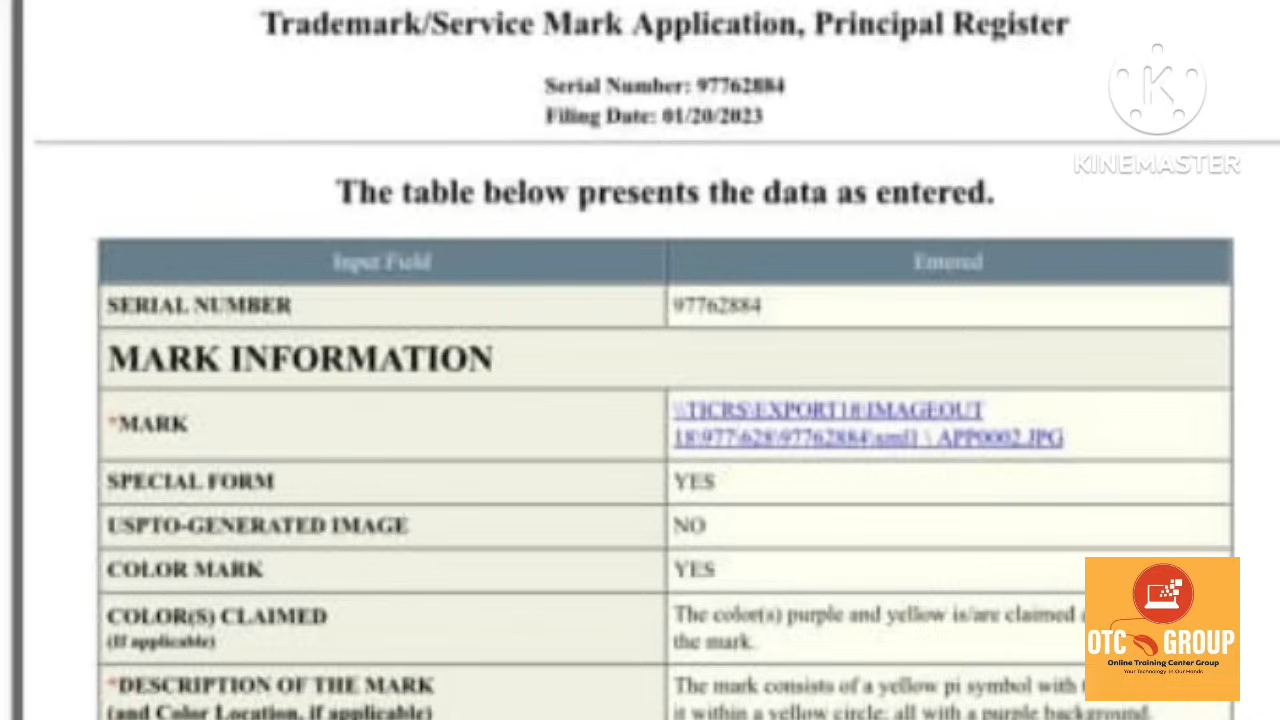 Trademark/Service Mark Application, Principal Register
Serial Number: 97762884
Filing Date: 01/20/2023
KINEMASTER
The table below presents the data as entered.
Input Field Entered
SERIAL NUMBER 97762884
MARK INFORMATION
*MARK \\TICRS\EXPORT18\IMAGEOUT
18\977\628\97762884\xml1 \ APP0002.JPG
SPECIAL FORM YES
USPTO-GENERATED IMAGE NO
COLOR MARK YES
COLOR(S) CLAIMED
(If applicable)
The color(s) purple and yellow is/are claimed
the mark.
*DESCRIPTION OF THE MARK
(and Color Location, if applicable)
The mark consists of a yellow pi symbol with
it within a yellow circle; all with a purple background.
OTC GROUP
Online Training Center Group
Your Technology In Our Hands